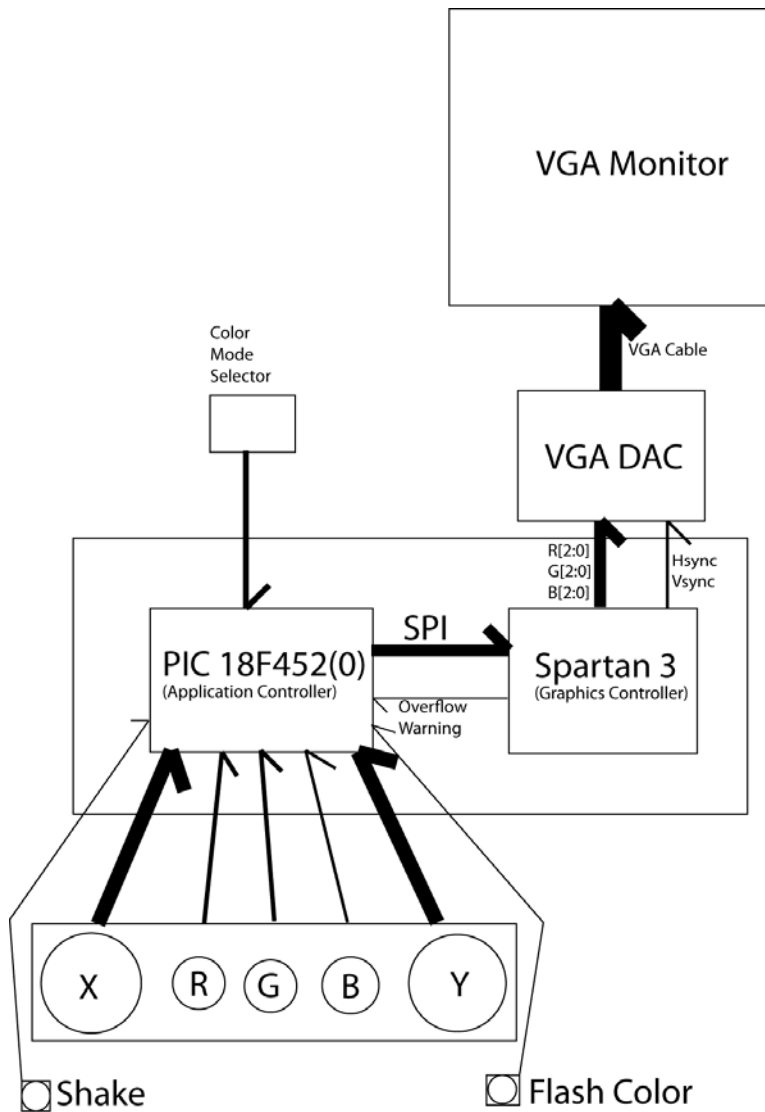 VGA Monitor
VGA Cable
Color
Mode
Selector
VGA DAC
R[2:0]
G[2:0]
B[2:0]
Hsync
Vsync
SPI
PIC 18F452(0)
(Application Controller)
Spartan 3
(Graphics Controller)
Overflow
Warning
X
R
G
B
Y
Shake
Flash Color